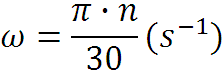 ω = π · n / 30 (s⁻¹)